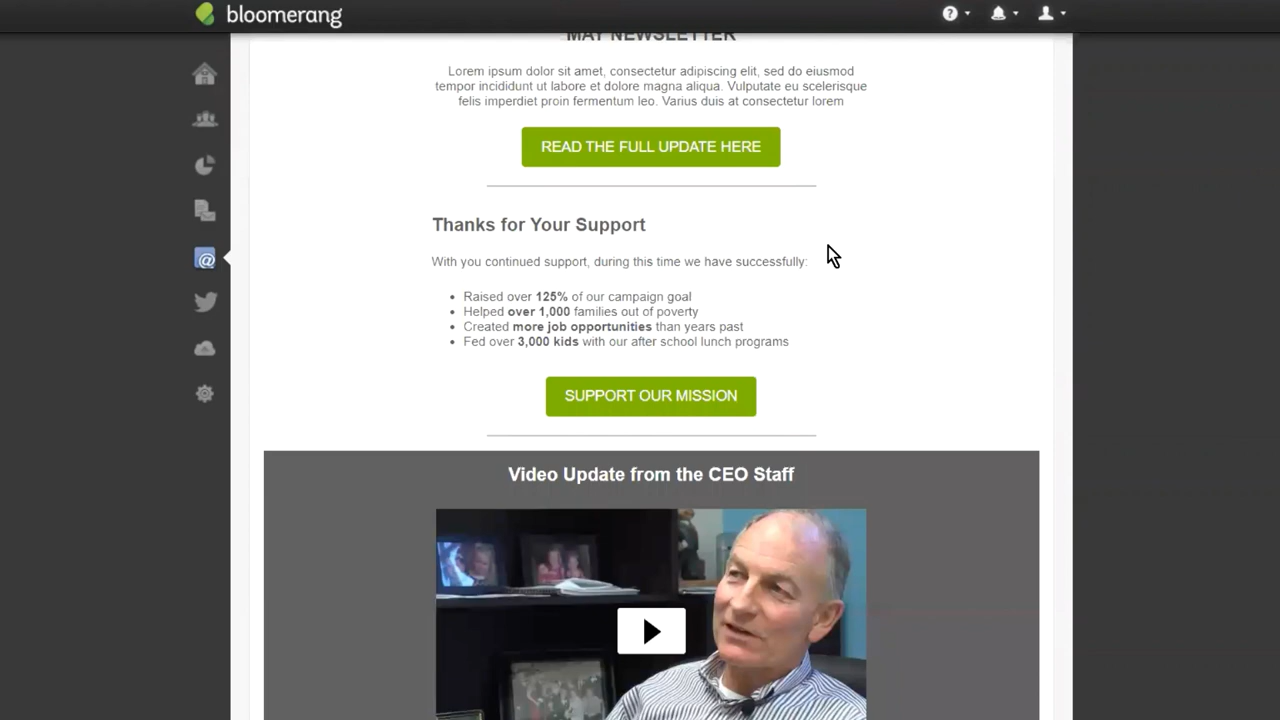 bloomerang
MAY NEWSLETTER
Lorem ipsum dolor sit amet, consectetur adipiscing elit, sed do eiusmod
tempor incididunt ut labore et dolore magna aliqua. Vulputate eu scelerisque
felis imperdiet proin fermentum leo. Varius duis at consectetur lorem
READ THE FULL UPDATE HERE
Thanks for Your Support
With you continued support, during this time we have successfully:
• Raised over 125% of our campaign goal
• Helped over 1,000 families out of poverty
• Created more job opportunities than years past
• Fed over 3,000 kids with our after school lunch programs
SUPPORT OUR MISSION
Video Update from the CEO Staff